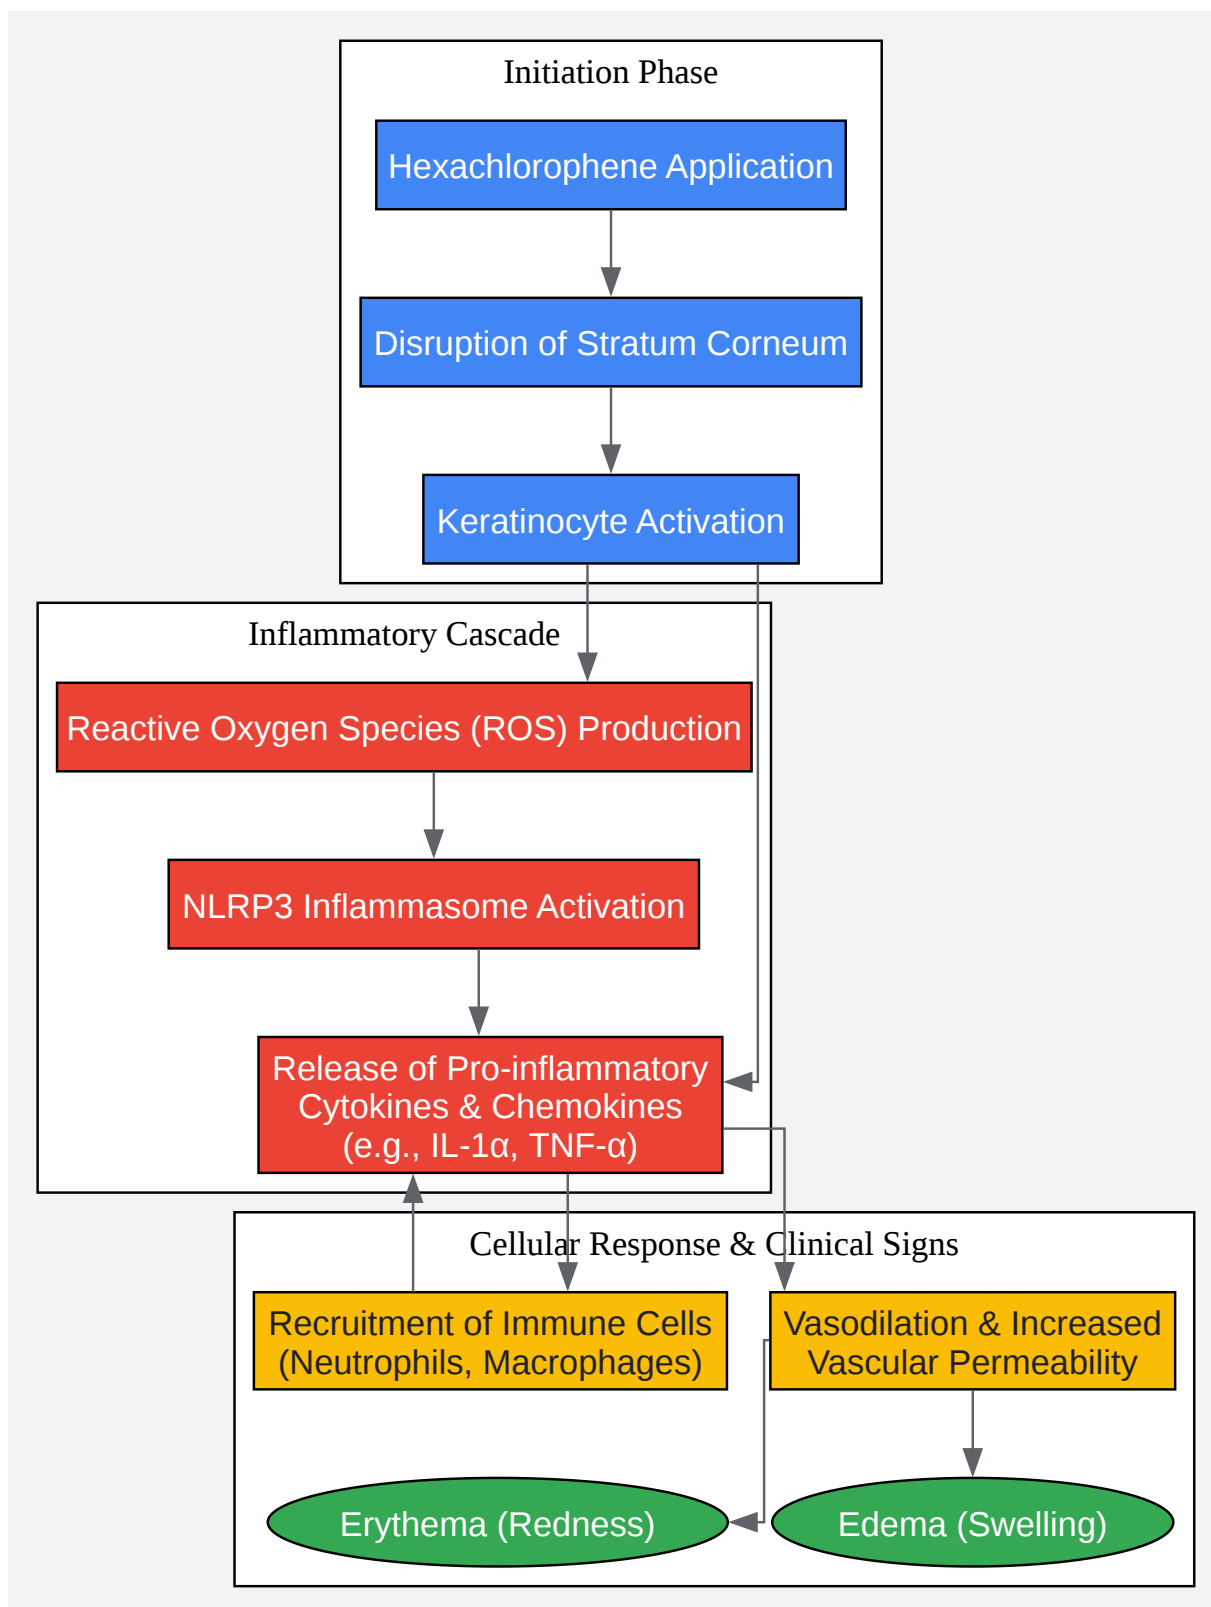 Initiation Phase
Hexachlorophene Application
Disruption of Stratum Corneum
Keratinocyte Activation
Inflammatory Cascade
Reactive Oxygen Species (ROS) Production
NLRP3 Inflammasome Activation
Release of Pro-inflammatory
Cytokines & Chemokines
(e.g., IL-1α, TNF-α)
Cellular Response & Clinical Signs
Recruitment of Immune Cells
(Neutrophils, Macrophages)
Vasodilation & Increased
Vascular Permeability
Erythema (Redness)
Edema (Swelling)